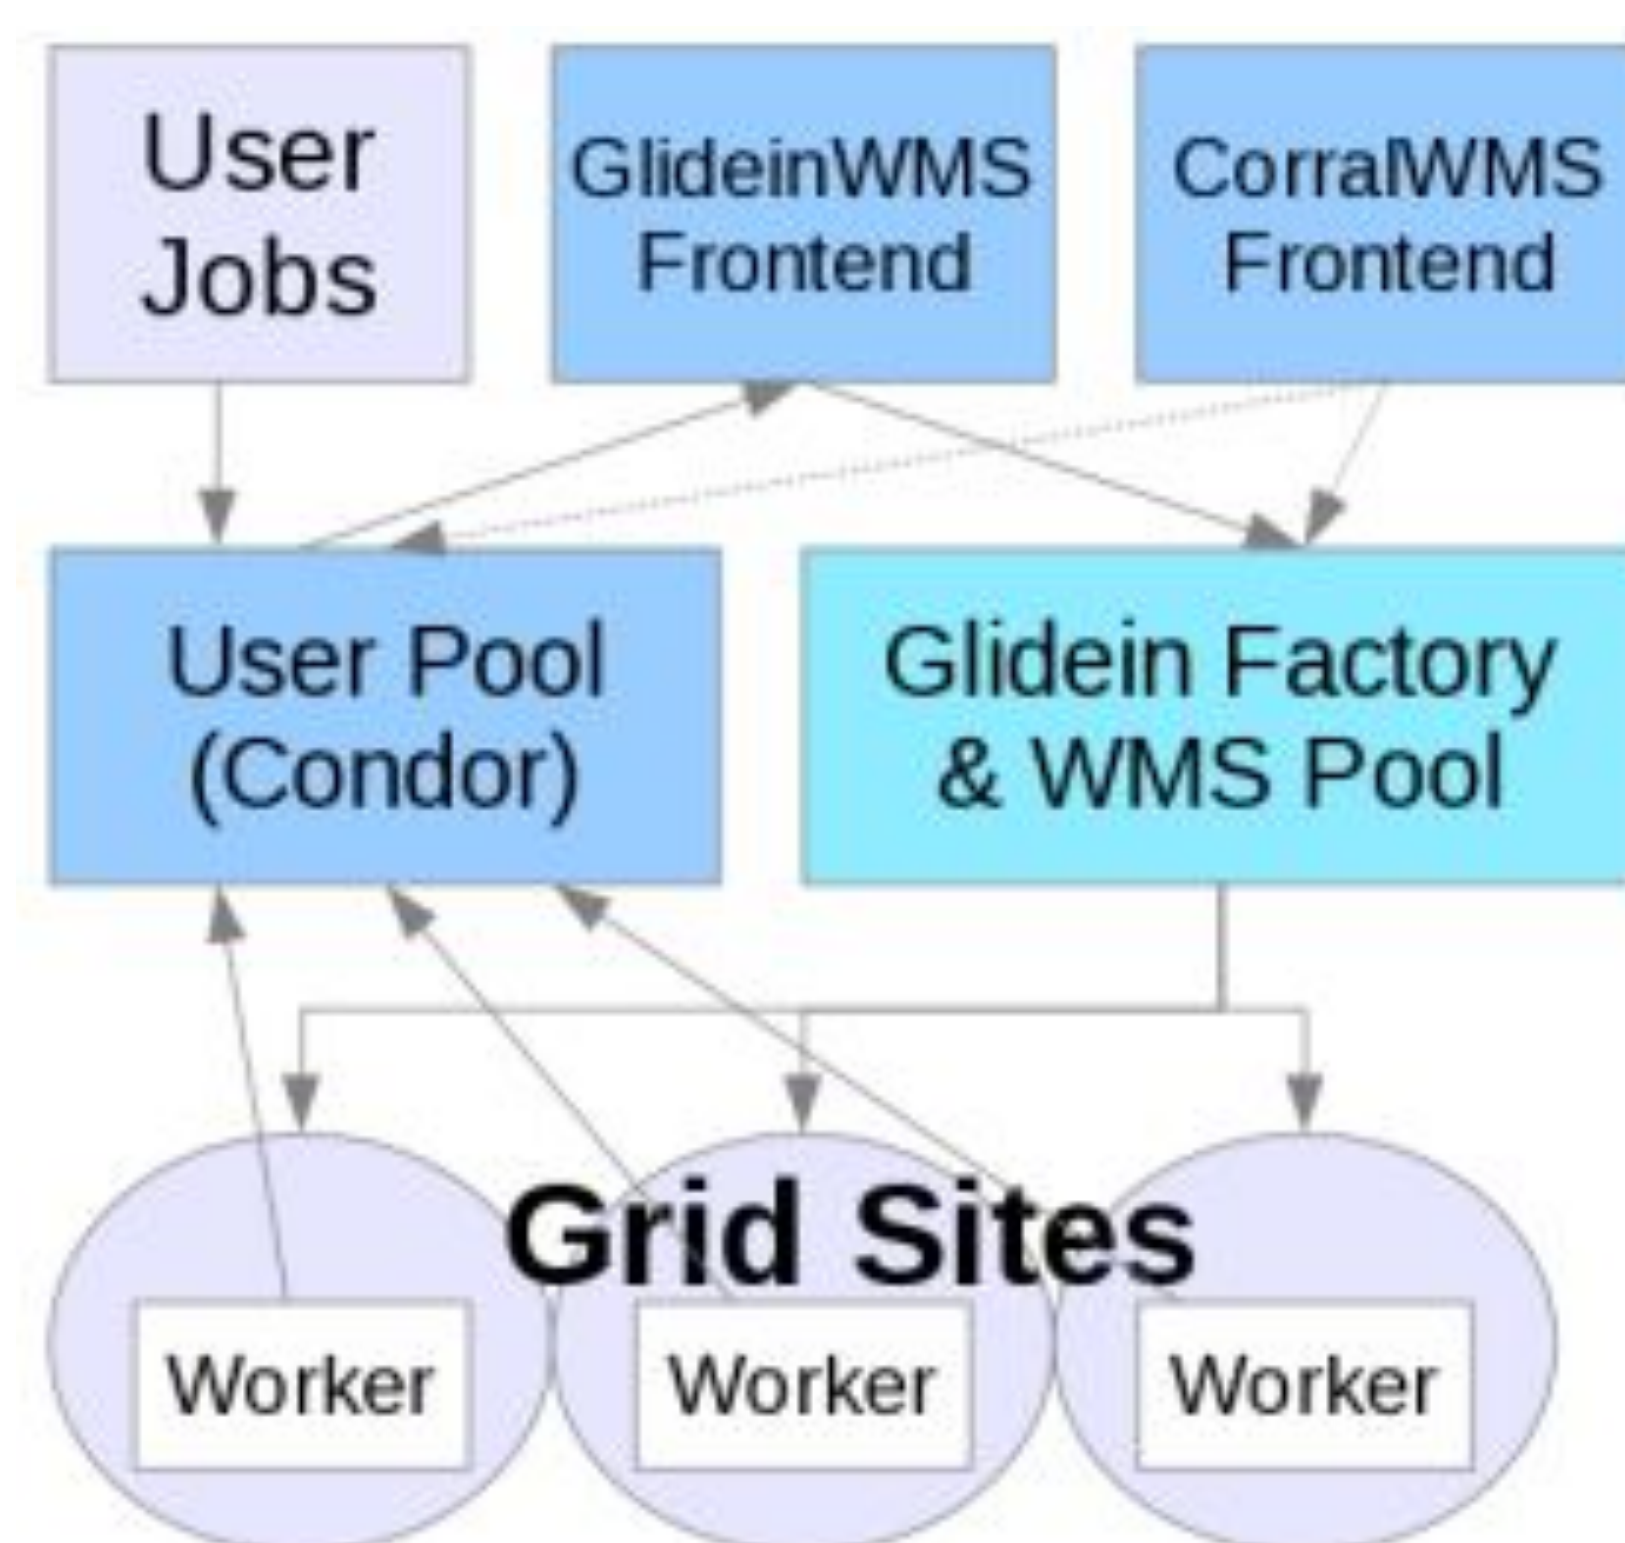 User
Jobs
GlideinWMS
Frontend
CorralWMS
Frontend
User Pool
(Condor)
Glidein Factory
& WMS Pool
Grid Sites
Worker
Worker
Worker